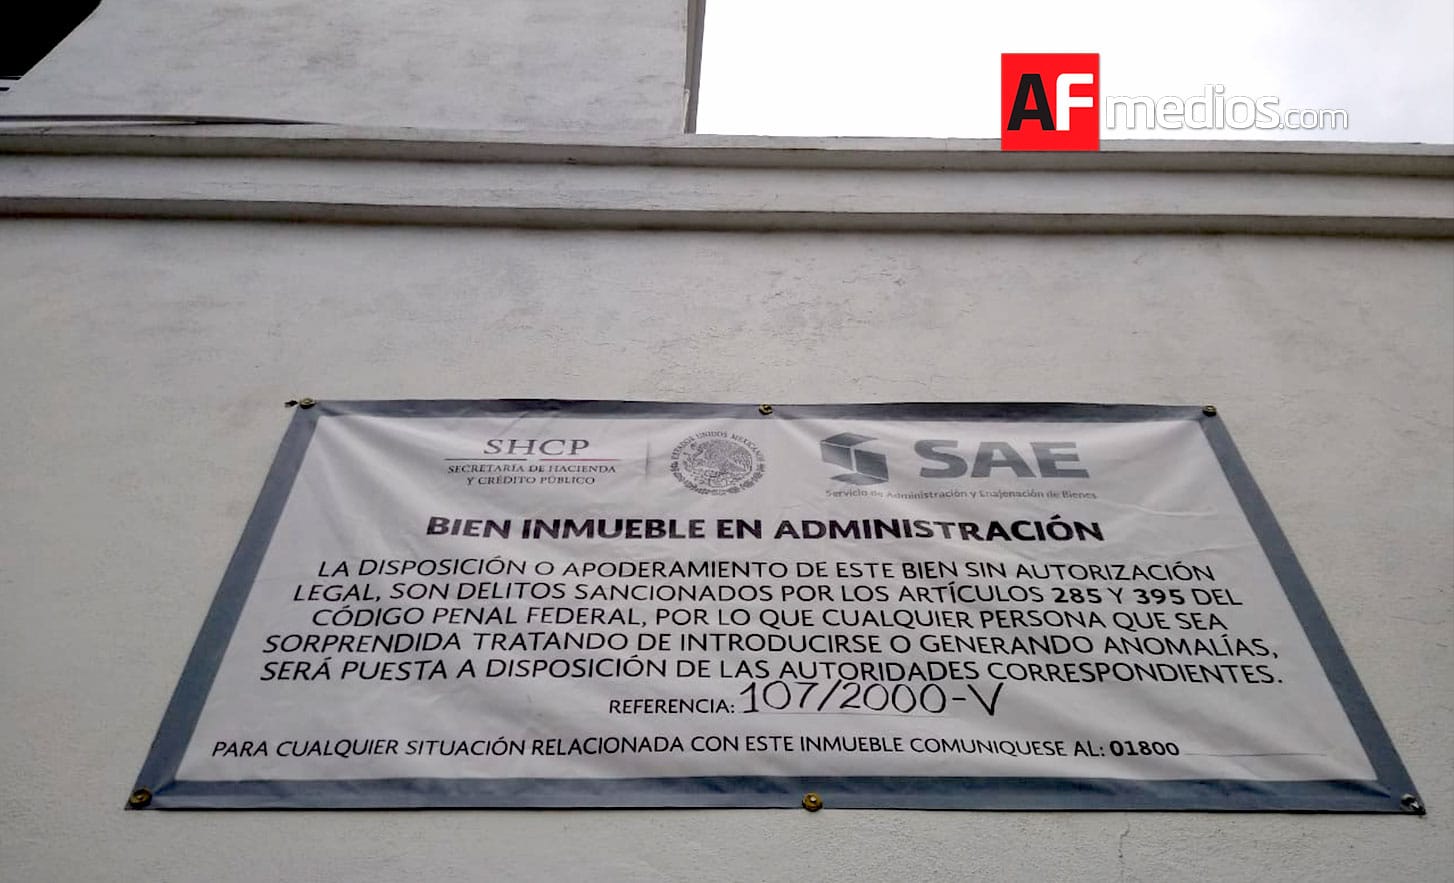 AFmedios.com
SHCP
SECRETARÍA DE HACIENDA
Y CRÉDITO PÚBLICO
ESTADOS UNIDOS MEXICANOS
SAE
Servicio de Administración y Enajenación de Bienes
BIEN INMUEBLE EN ADMINISTRACIÓN
LA DISPOSICIÓN O APODERAMIENTO DE ESTE BIEN SIN AUTORIZACIÓN
LEGAL, SON DELITOS SANCIONADOS POR LOS ARTÍCULOS 285 Y 395 DEL
CÓDIGO PENAL FEDERAL, POR LO QUE CUALQUIER PERSONA QUE SEA
SORPRENDIDA TRATANDO DE INTRODUCIRSE O GENERANDO ANOMALÍAS,
SERÁ PUESTA A DISPOSICIÓN DE LAS AUTORIDADES CORRESPONDIENTES.
REFERENCIA: 107/2000-V
PARA CUALQUIER SITUACIÓN RELACIONADA CON ESTE INMUEBLE COMUNIQUESE AL: 01800